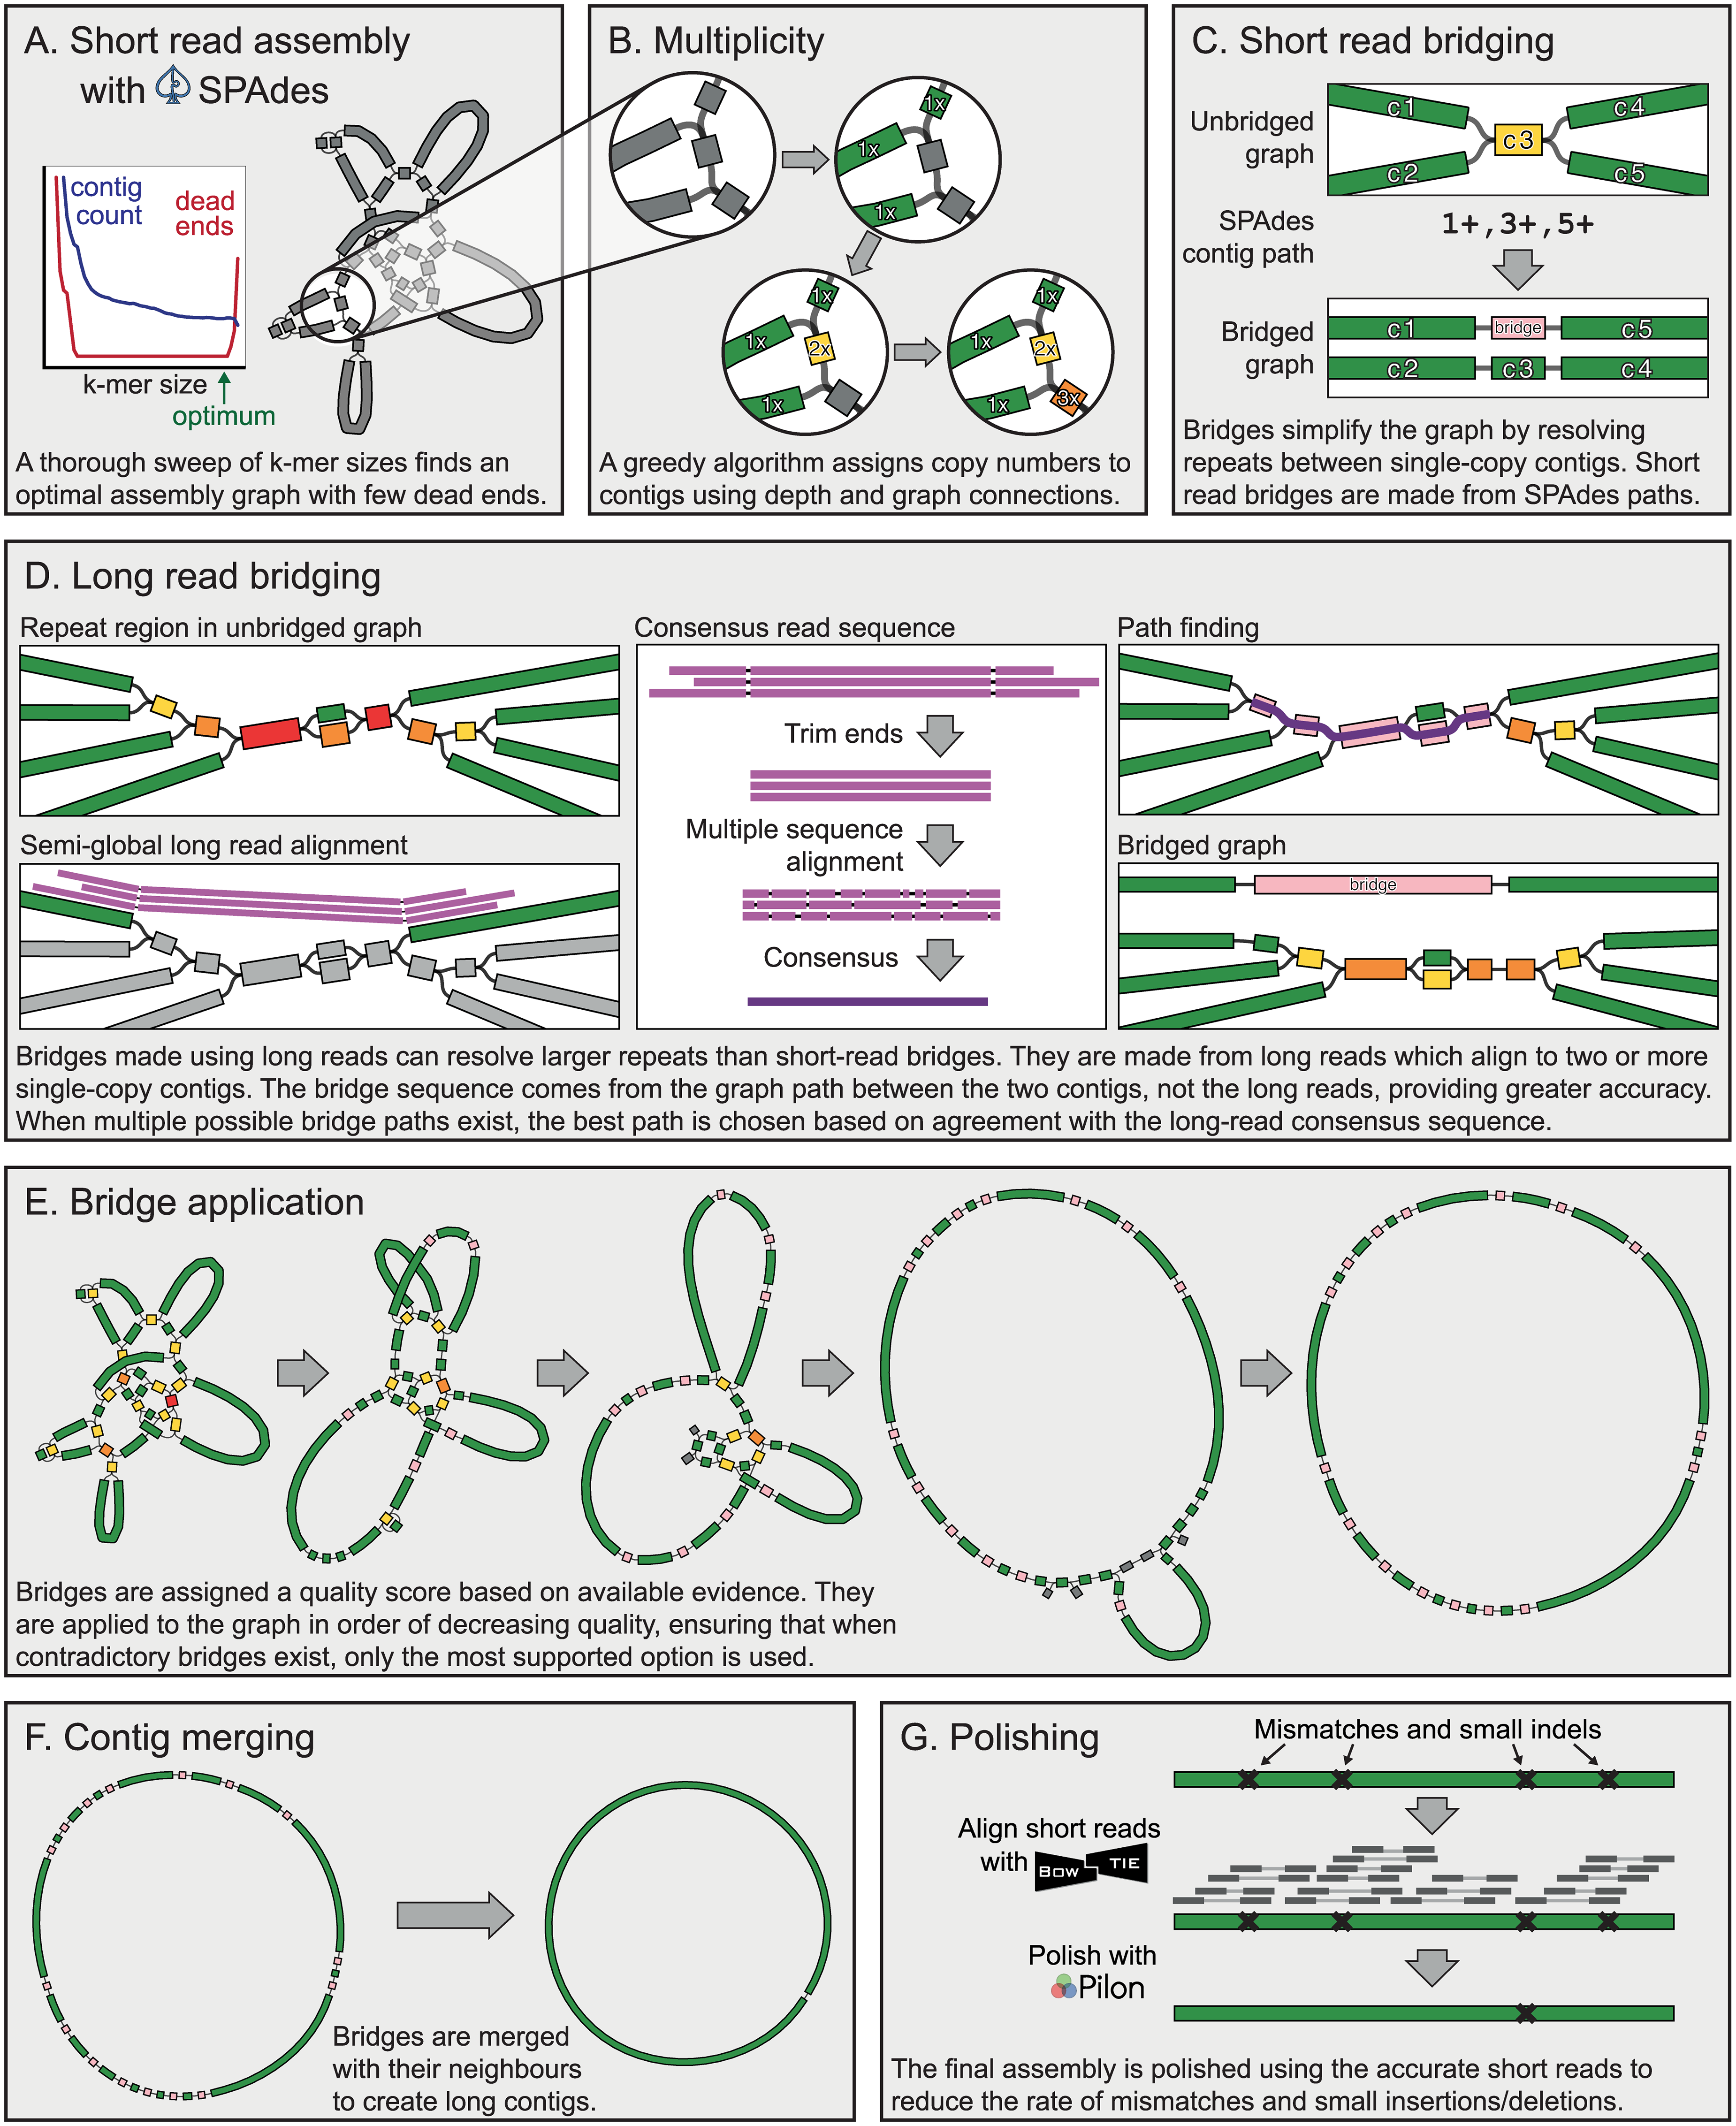 A. Short read assembly
with SPAdes
contig
count
dead
ends
k-mer size
optimum
A thorough sweep of k-mer sizes finds an
optimal assembly graph with few dead ends.
B. Multiplicity
1x
1x
1x
1x
1x
2x
1x
1x
1x
2x
1x
3x
A greedy algorithm assigns copy numbers to
contigs using depth and graph connections.
C. Short read bridging
Unbridged
graph
c1
c4
c3
c2
c5
SPAdes
contig path
1+,3+,5+
Bridged
graph
c1 bridge c5
c2 c3 c4
Bridges simplify the graph by resolving
repeats between single-copy contigs. Short
read bridges are made from SPAdes paths.
D. Long read bridging
Repeat region in unbridged graph
Semi-global long read alignment
Consensus read sequence
Trim ends
Multiple sequence
alignment
Consensus
Path finding
Bridged graph
bridge
Bridges made using long reads can resolve larger repeats than short-read bridges. They are made from long reads which align to two or more
single-copy contigs. The bridge sequence comes from the graph path between the two contigs, not the long reads, providing greater accuracy.
When multiple possible bridge paths exist, the best path is chosen based on agreement with the long-read consensus sequence.
E. Bridge application
Bridges are assigned a quality score based on available evidence. They
are applied to the graph in order of decreasing quality, ensuring that when
contradictory bridges exist, only the most supported option is used.
F. Contig merging
Bridges are merged
with their neighbours
to create long contigs.
G. Polishing
Mismatches and small indels
Align short reads
with BOW TIE
Polish with
Pilon
The final assembly is polished using the accurate short reads to
reduce the rate of mismatches and small insertions/deletions.